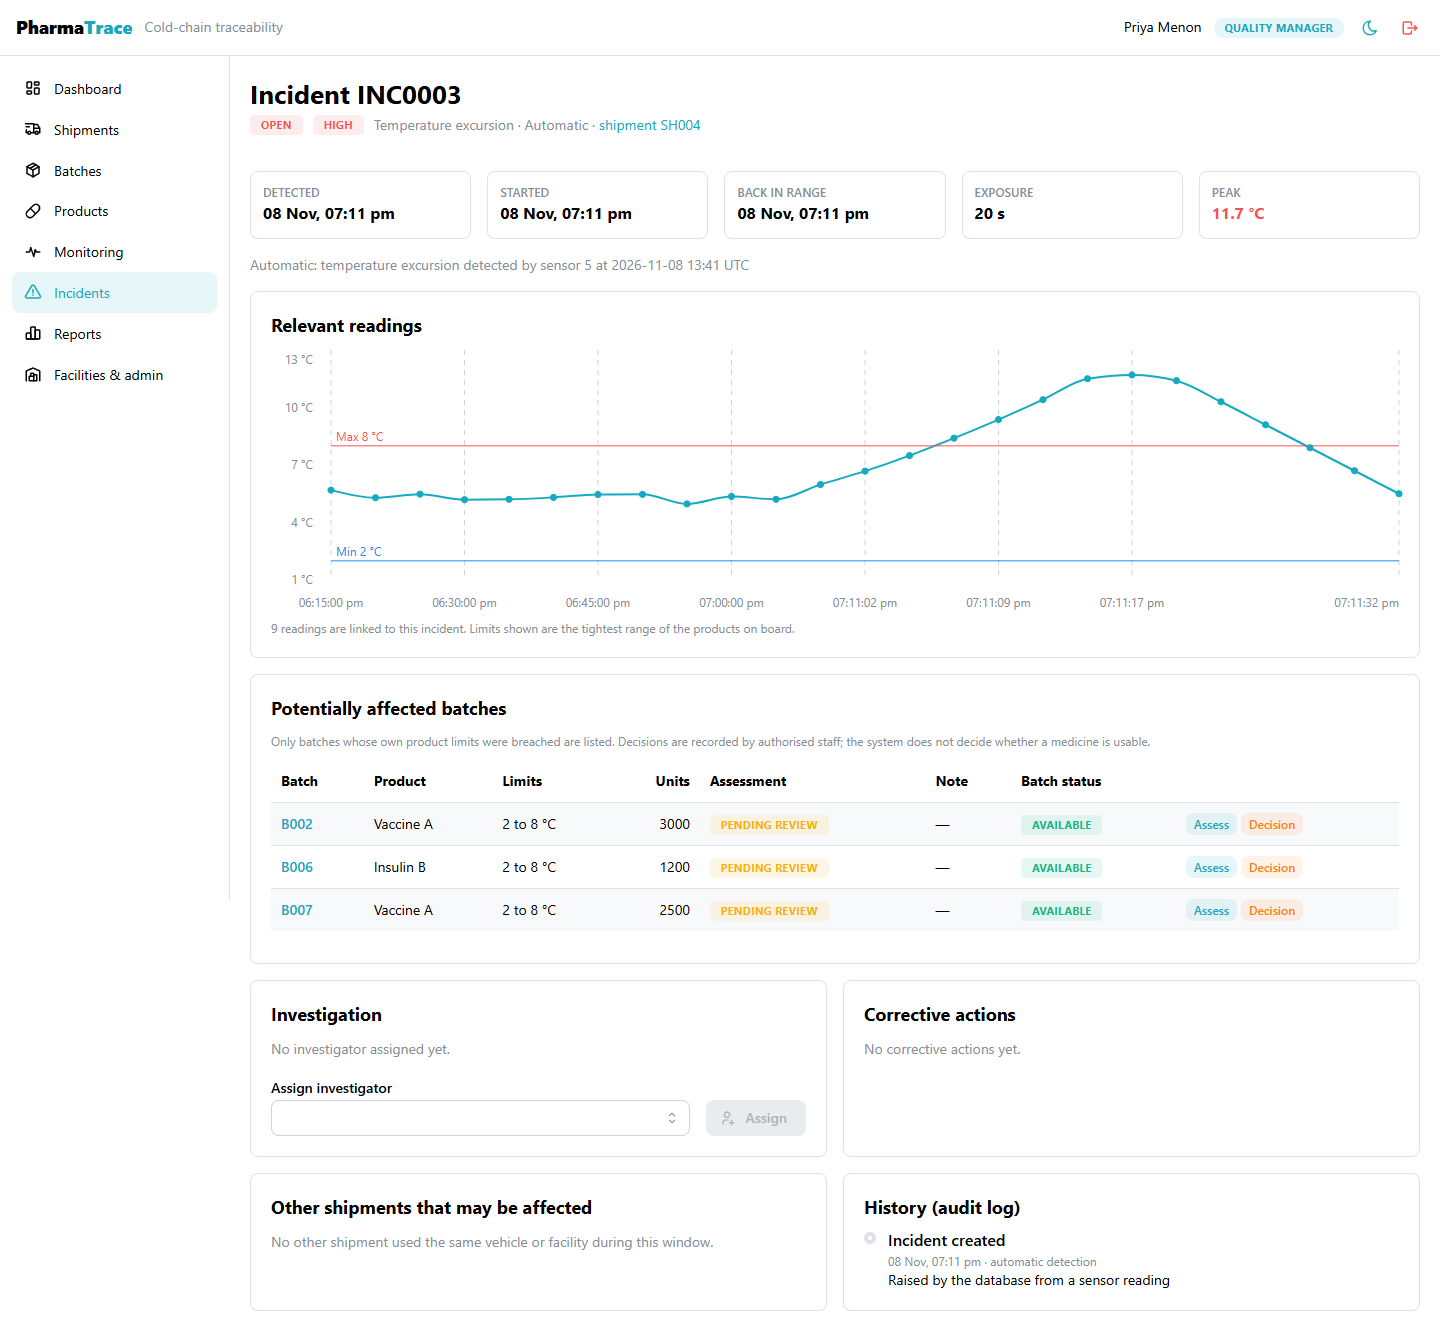 PharmaTrace Cold-chain traceability
Priya Menon QUALITY MANAGER
Dashboard
Shipments
Batches
Products
Monitoring
Incidents
Reports
Facilities & admin
Incident INC0003
OPEN HIGH Temperature excursion · Automatic · shipment SH004
DETECTED
08 Nov, 07:11 pm
STARTED
08 Nov, 07:11 pm
BACK IN RANGE
08 Nov, 07:11 pm
EXPOSURE
20 s
PEAK
11.7 °C
Automatic: temperature excursion detected by sensor 5 at 2026-11-08 13:41 UTC
Relevant readings
13 °C
10 °C
Max 8 °C
7 °C
4 °C
Min 2 °C
1 °C
06:15:00 pm 06:30:00 pm 06:45:00 pm 07:00:00 pm 07:11:02 pm 07:11:09 pm 07:11:17 pm 07:11:32 pm
9 readings are linked to this incident. Limits shown are the tightest range of the products on board.
Potentially affected batches
Only batches whose own product limits were breached are listed. Decisions are recorded by authorised staff; the system does not decide whether a medicine is usable.
Batch Product Limits Units Assessment Note Batch status
B002 Vaccine A 2 to 8 °C 3000 PENDING REVIEW — AVAILABLE Assess Decision
B006 Insulin B 2 to 8 °C 1200 PENDING REVIEW — AVAILABLE Assess Decision
B007 Vaccine A 2 to 8 °C 2500 PENDING REVIEW — AVAILABLE Assess Decision
Investigation
No investigator assigned yet.
Assign investigator
Assign
Corrective actions
No corrective actions yet.
Other shipments that may be affected
No other shipment used the same vehicle or facility during this window.
History (audit log)
Incident created
08 Nov, 07:11 pm · automatic detection
Raised by the database from a sensor reading